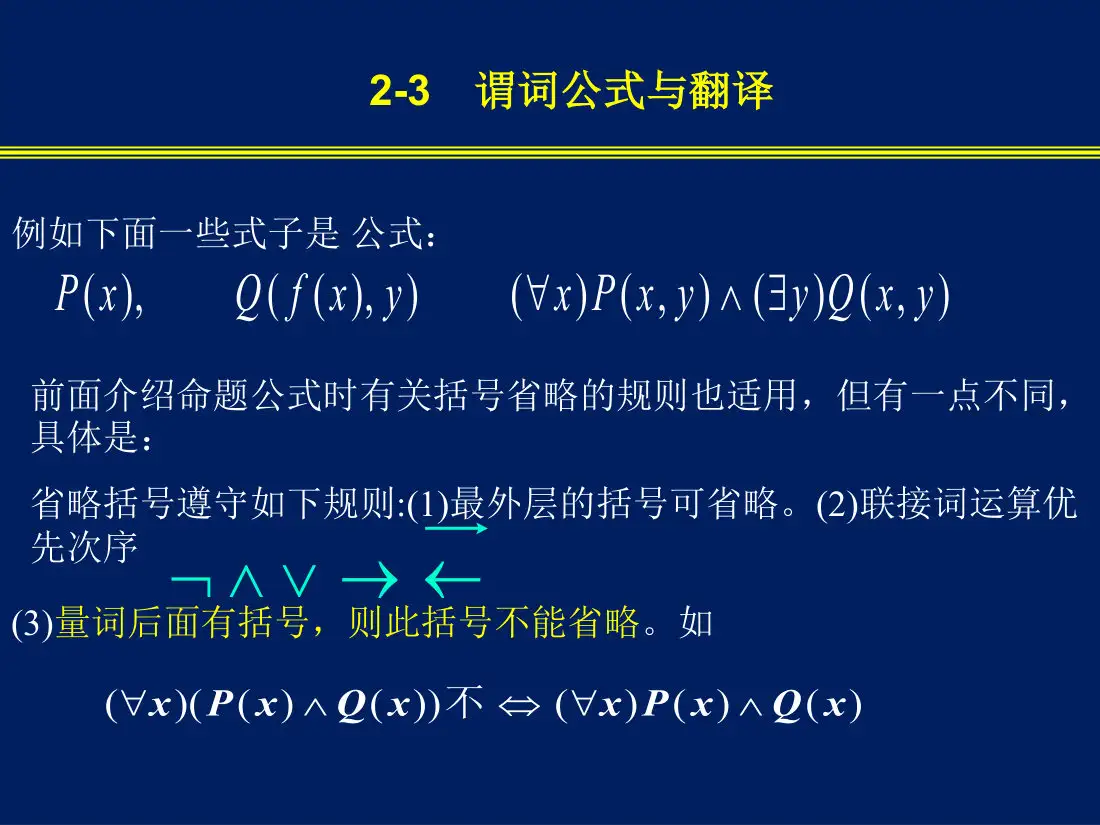 2-3 谓词公式与翻译
例如下面一些式子是 公式：
P(x), Q(f(x), y) (∀x)P(x, y)∧(∃y)Q(x, y)
前面介绍命题公式时有关括号省略的规则也适用，但有一点不同，
具体是：
省略括号遵守如下规则:(1)最外层的括号可省略。(2)联接词运算优
先次序
¬ ∧ ∨ → ← →
(3)量词后面有括号，则此括号不能省略。如
(∀x)(P(x)∧Q(x))不 ⇔ (∀x)P(x)∧Q(x)